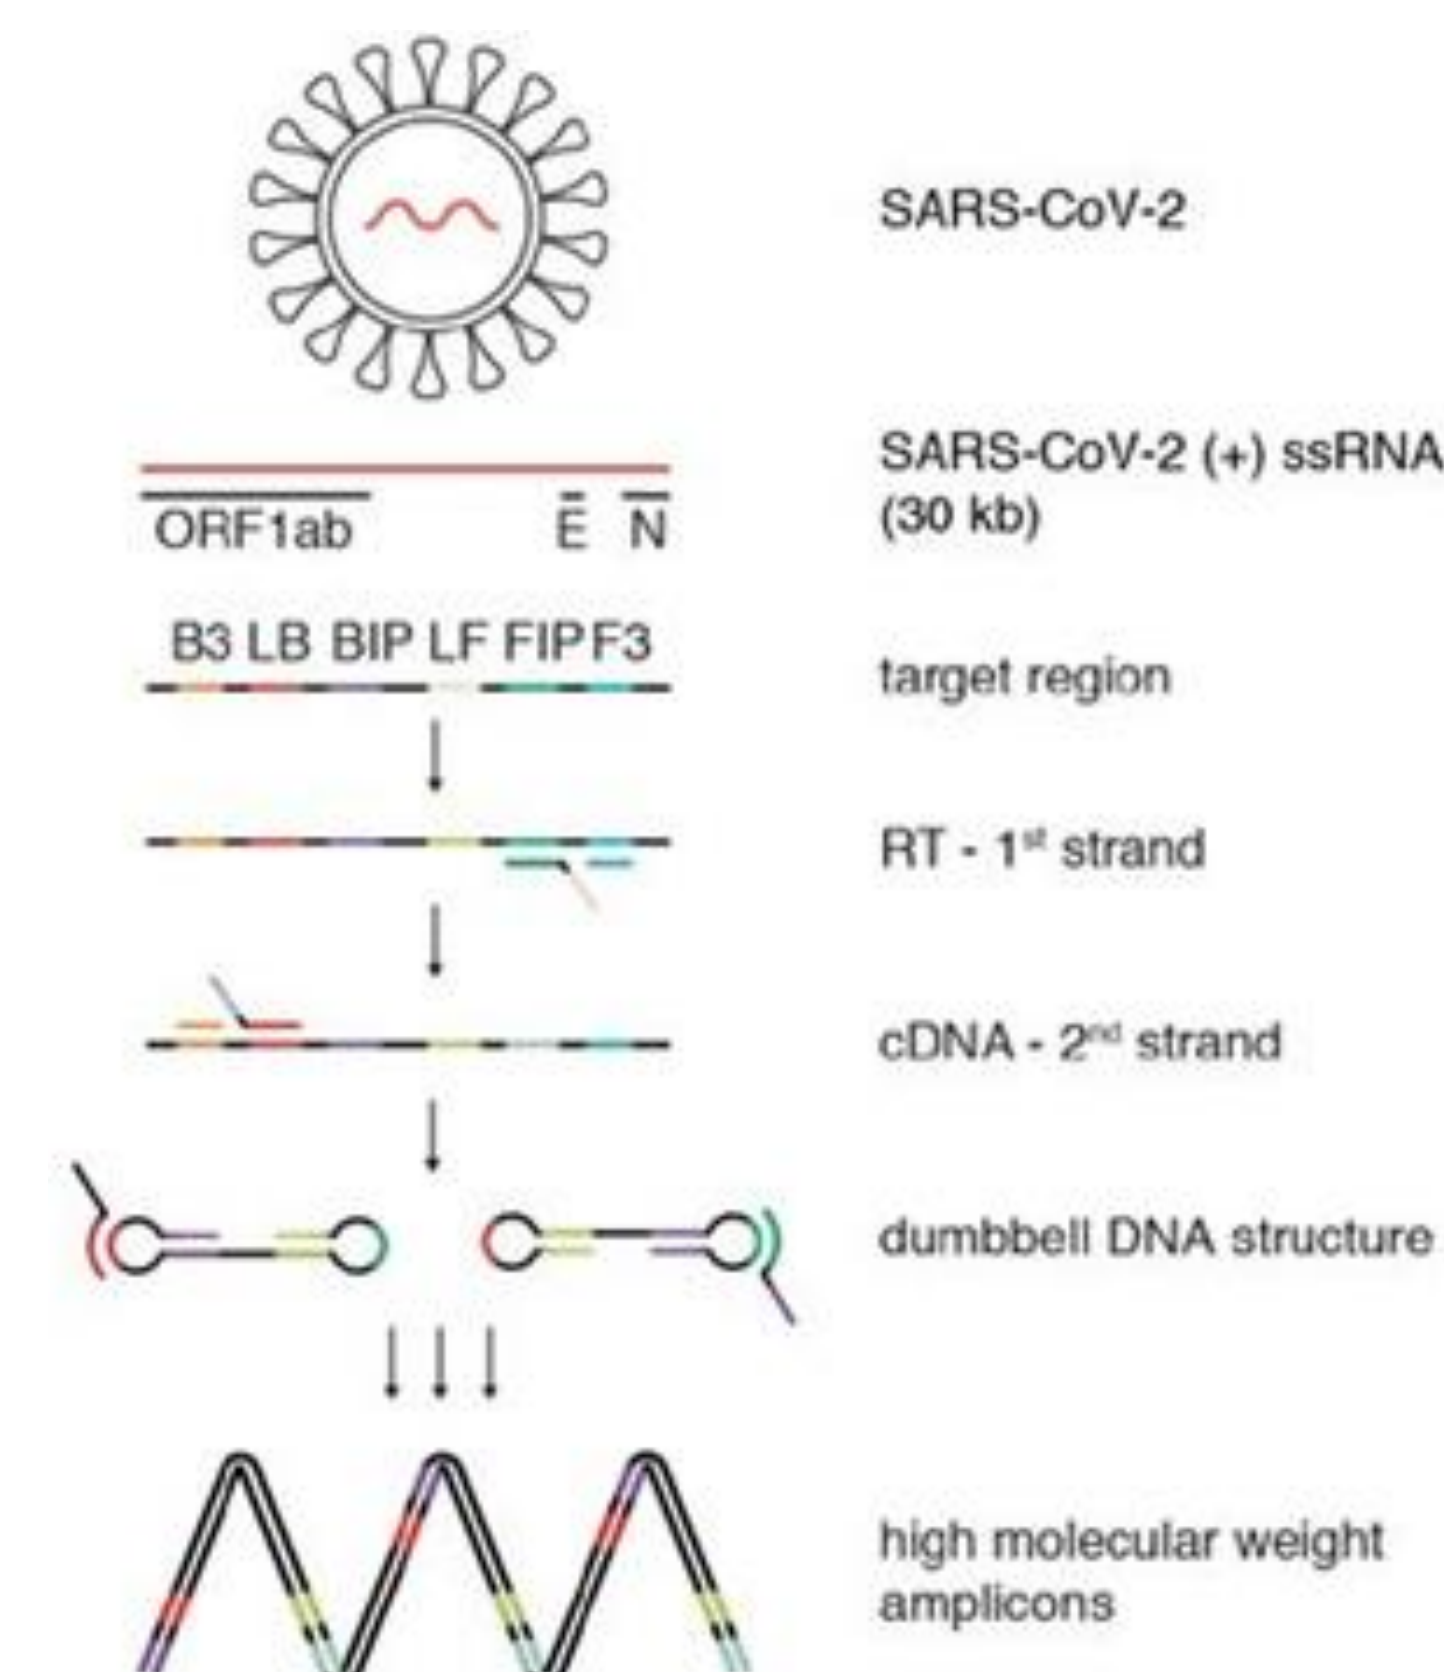 SARS-CoV-2
SARS-CoV-2 (+) ssRNA
(30 kb)
ORF1ab E N
B3 LB BIP LF FIP F3
target region
RT - 1st strand
cDNA - 2nd strand
dumbbell DNA structure
high molecular weight
amplicons